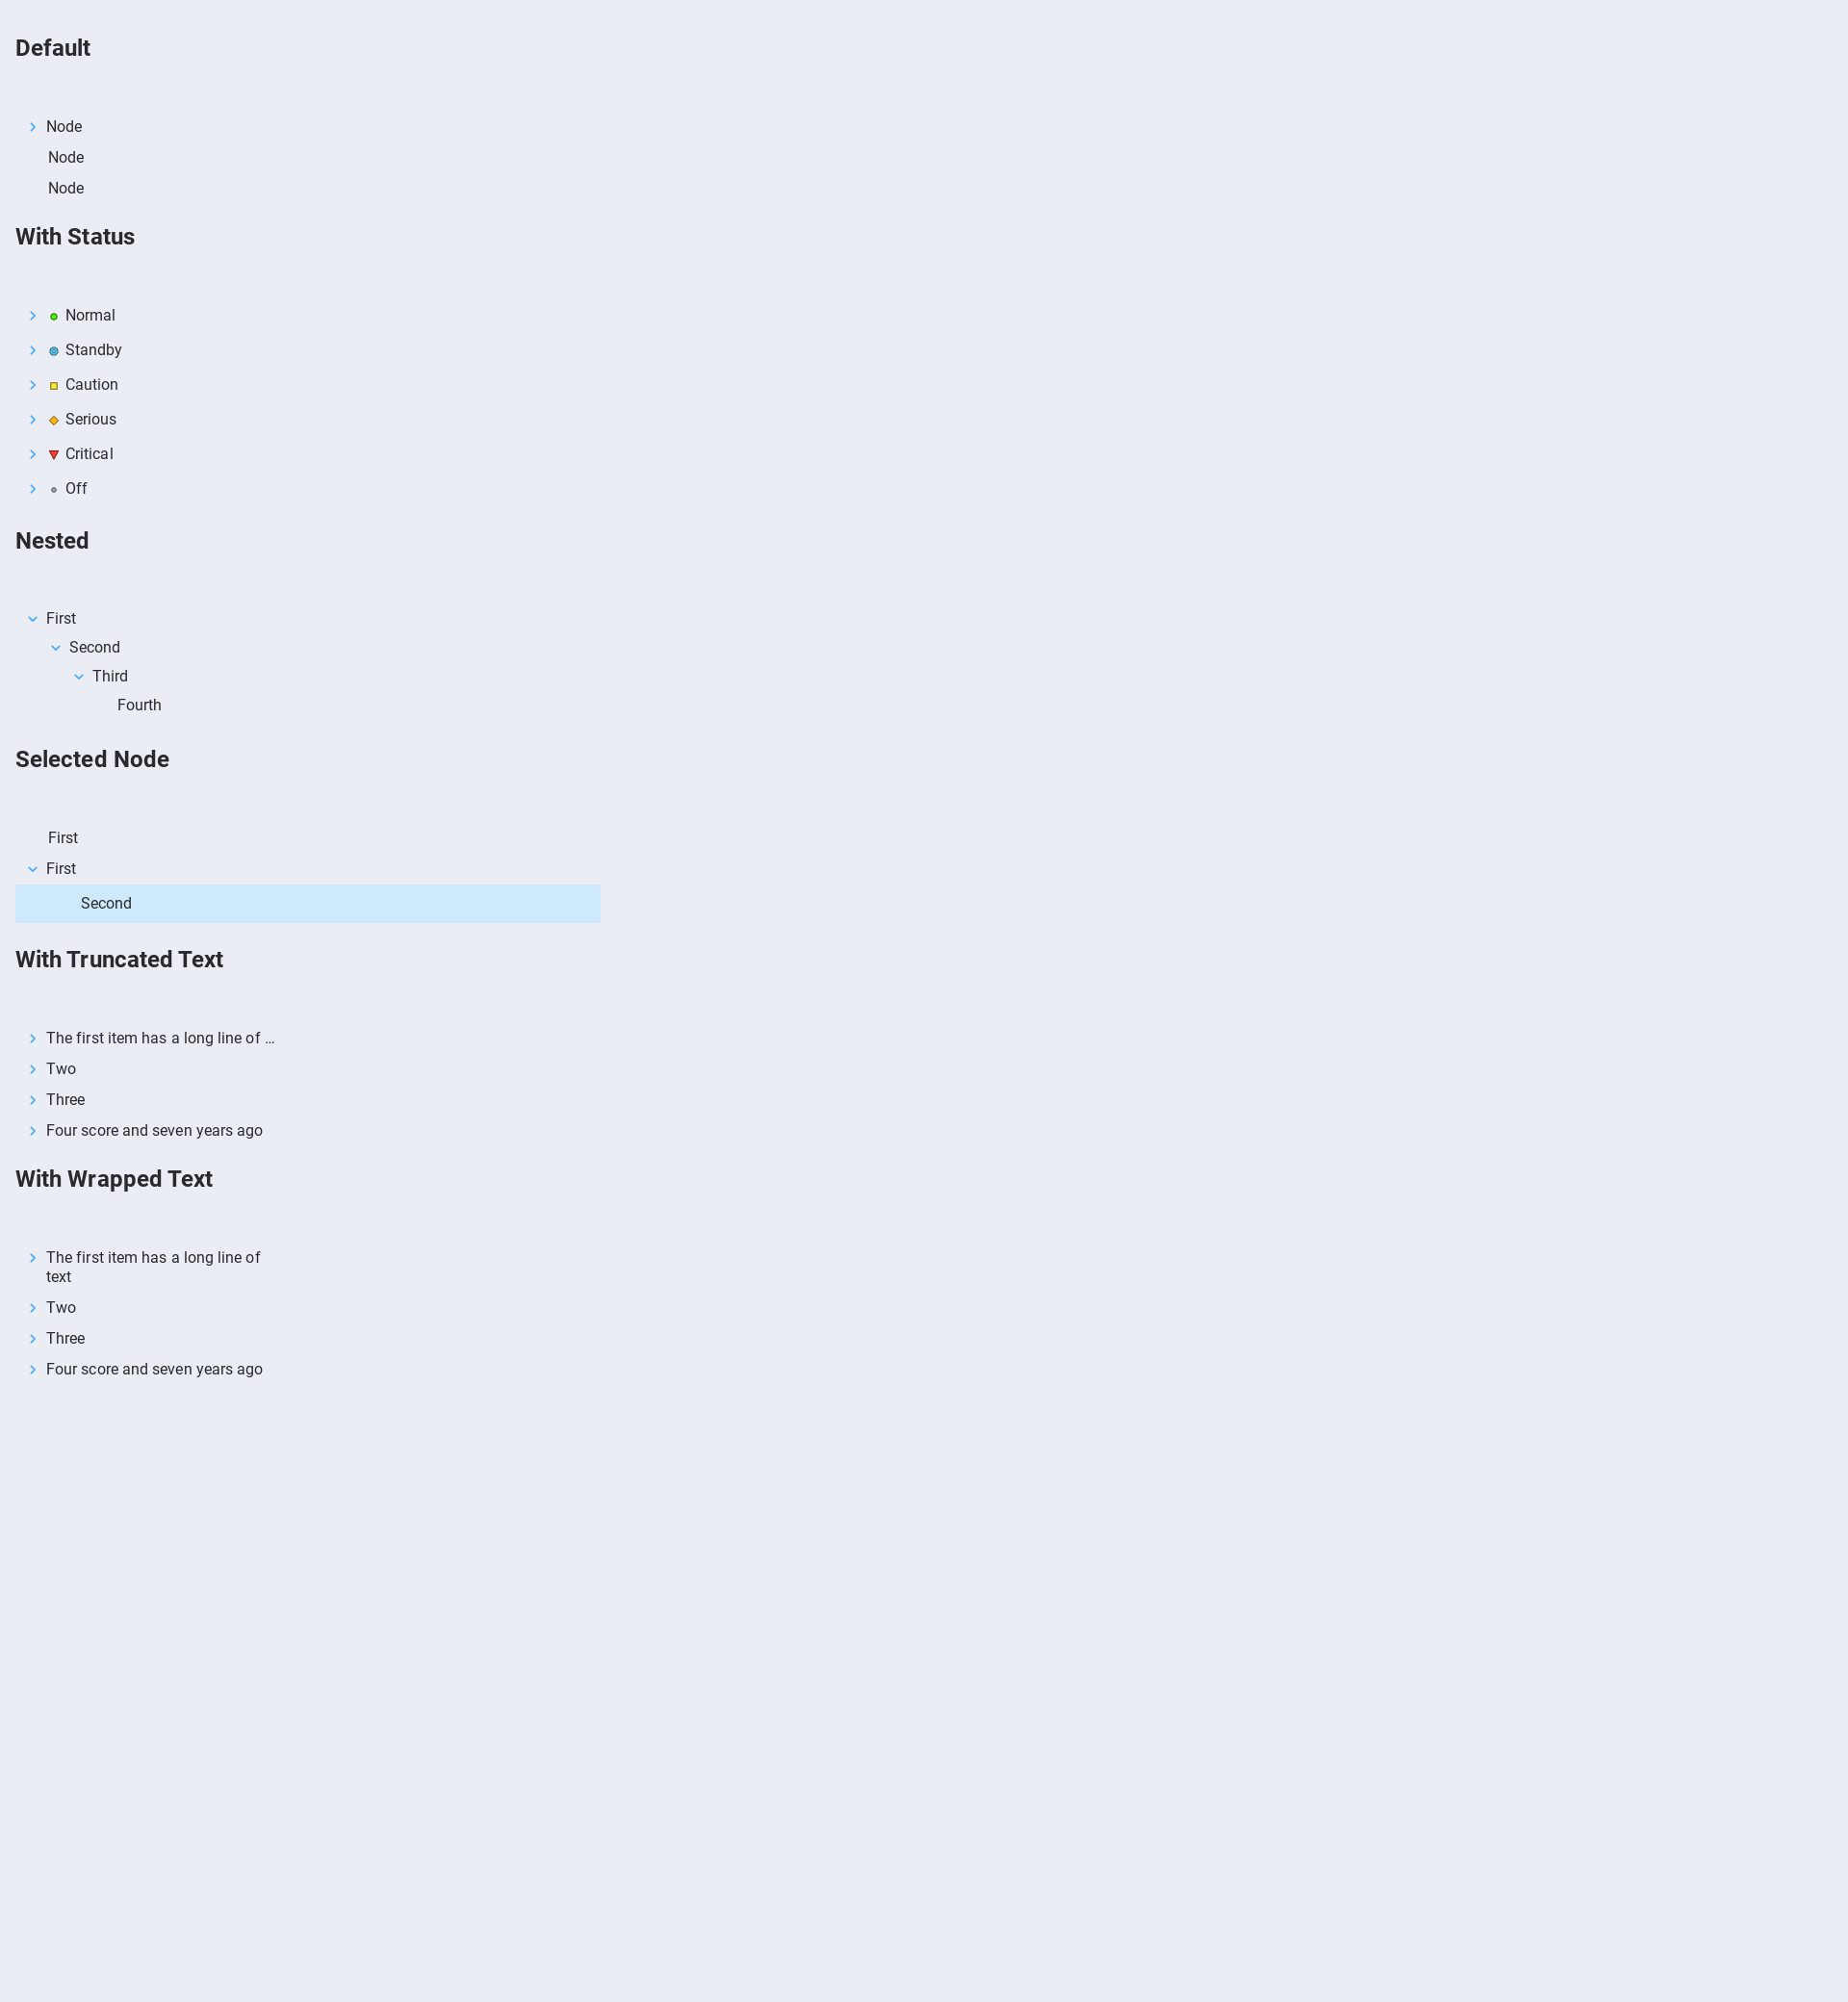 Default
Node
Node
Node
With Status
Normal
Standby
Caution
Serious
Critical
Off
Nested
First
Second
Third
Fourth
Selected Node
First
First
Second
With Truncated Text
The first item has a long line of …
Two
Three
Four score and seven years ago
With Wrapped Text
The first item has a long line of
text
Two
Three
Four score and seven years ago